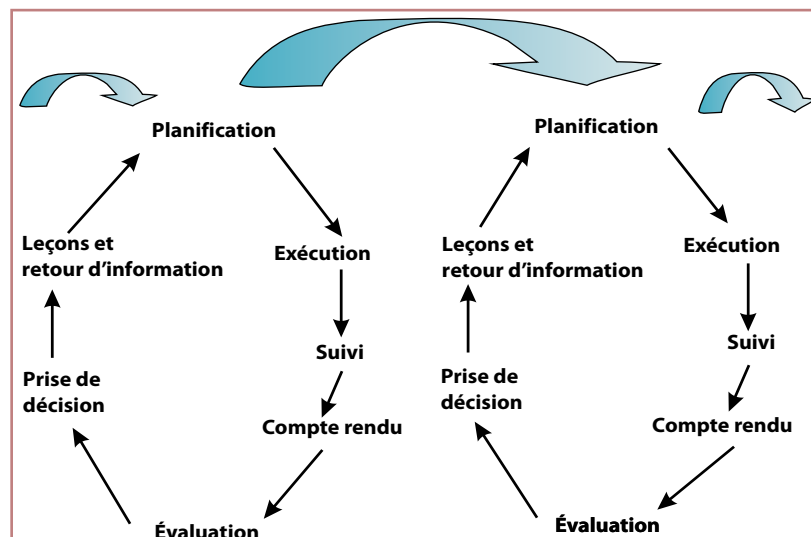 Planification
Exécution
Suivi
Compte rendu
Évaluation
Prise de
décision
Leçons et
retour d’information
Planification
Exécution
Suivi
Compte rendu
Évaluation
Prise de
décision
Leçons et
retour d’information